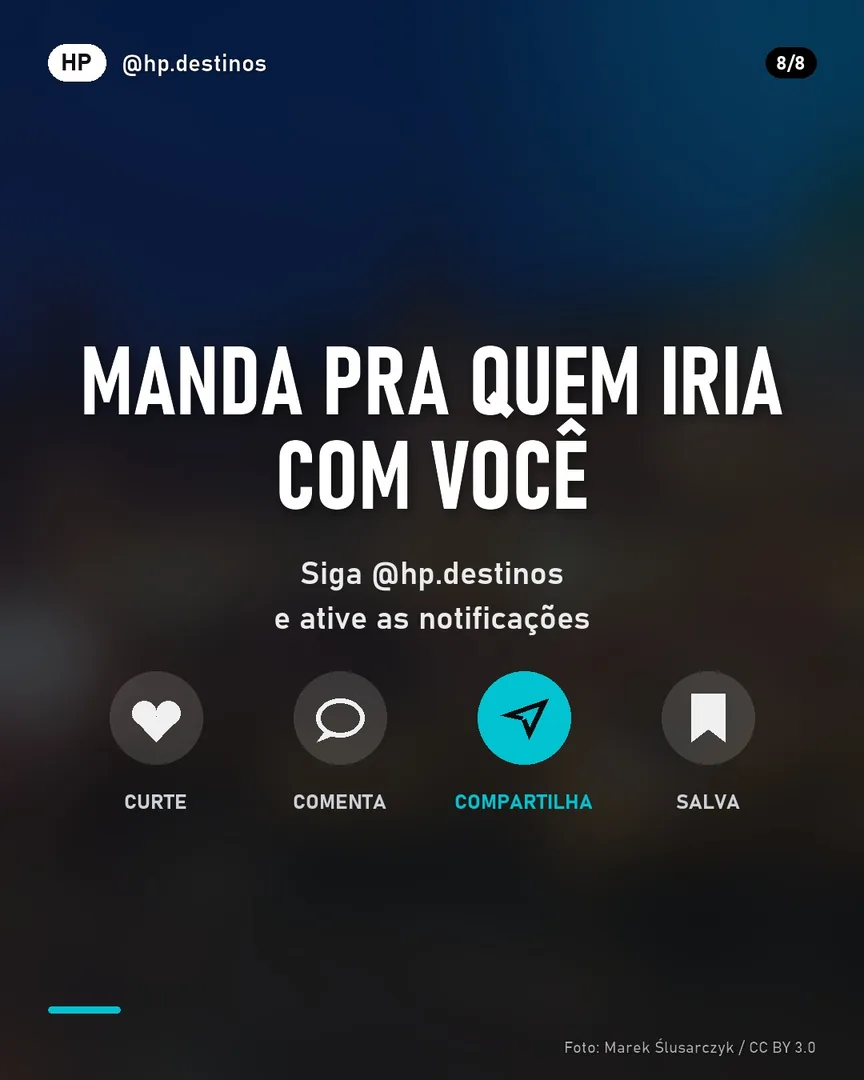 HP @hp.destinos 8/8
MANDA PRA QUEM IRIA
COM VOCÊ
Siga @hp.destinos
e ative as notificações
CURTE COMENTA COMPARTILHA SALVA
Foto: Marek Ślusarczyk / CC BY 3.0